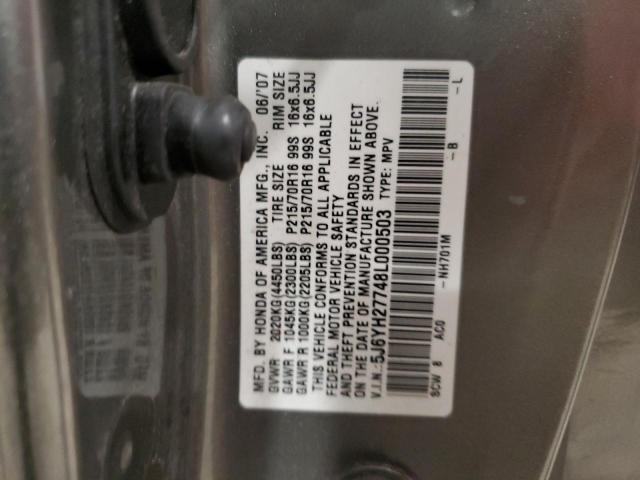 MFD. BY HONDA OF AMERICA MFG., INC. 06/'07
GVWR 2020KG(4450LBS) TIRE SIZE RIM SIZE
GAWR F 1045KG(2300LBS) P215/70R16 99S 16x6.5JJ
GAWR R 1000KG(2205LBS) P215/70R16 99S 16x6.5JJ
THIS VEHICLE CONFORMS TO ALL APPLICABLE
FEDERAL MOTOR VEHICLE SAFETY
AND THEFT PREVENTION STANDARDS IN EFFECT
ON THE DATE OF MANUFACTURE SHOWN ABOVE.
V.I.N.:5J6YH27748L000503 TYPE: MPV
SCW 8 AC0 -NH701M -B -L